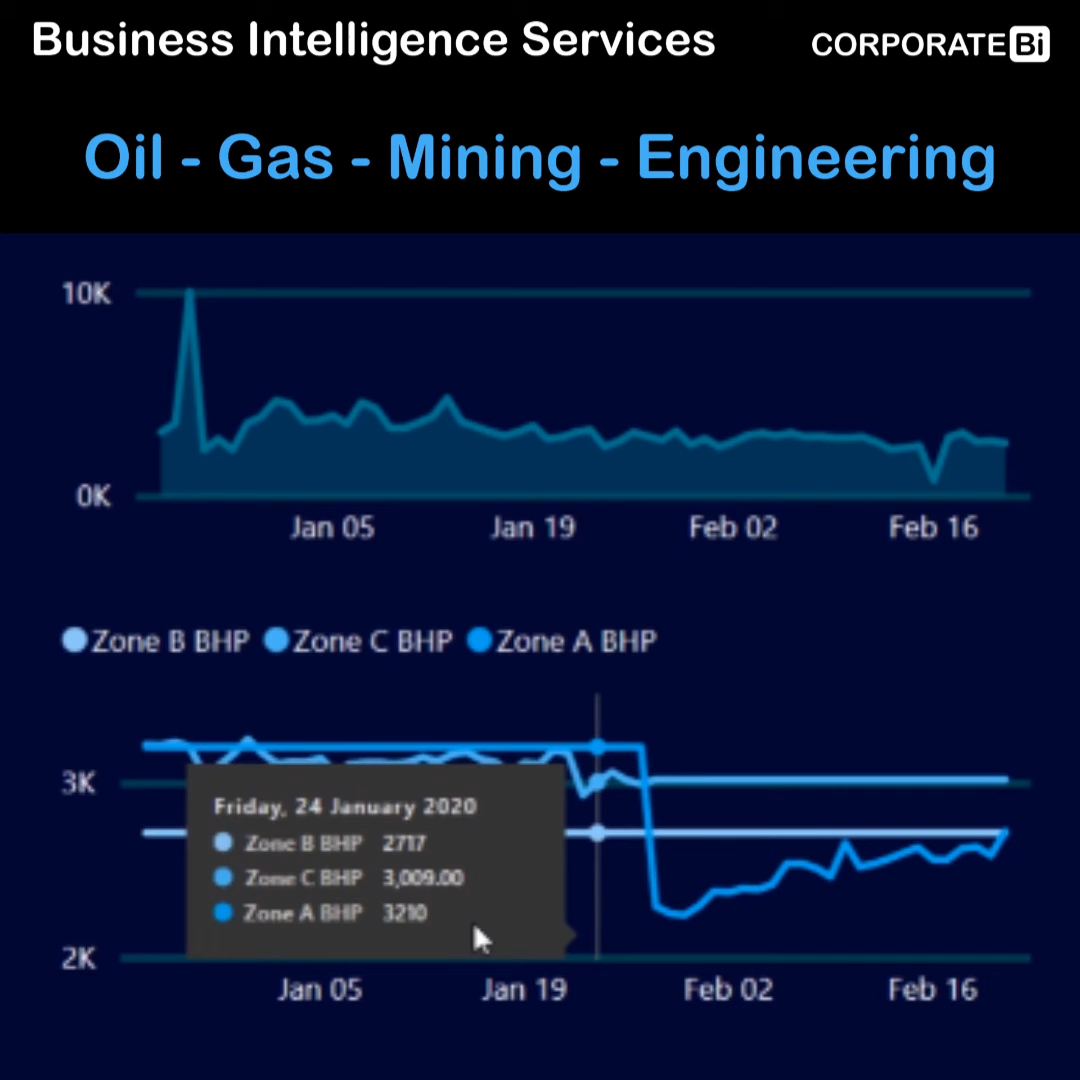 Business Intelligence Services
CORPORATE Bi
Oil - Gas - Mining - Engineering
10K
0K
Jan 05 Jan 19 Feb 02 Feb 16
Zone B BHP Zone C BHP Zone A BHP
3K
Friday, 24 January 2020
Zone B BHP 2717
Zone C BHP 3,009.00
Zone A BHP 3210
2K
Jan 05 Jan 19 Feb 02 Feb 16